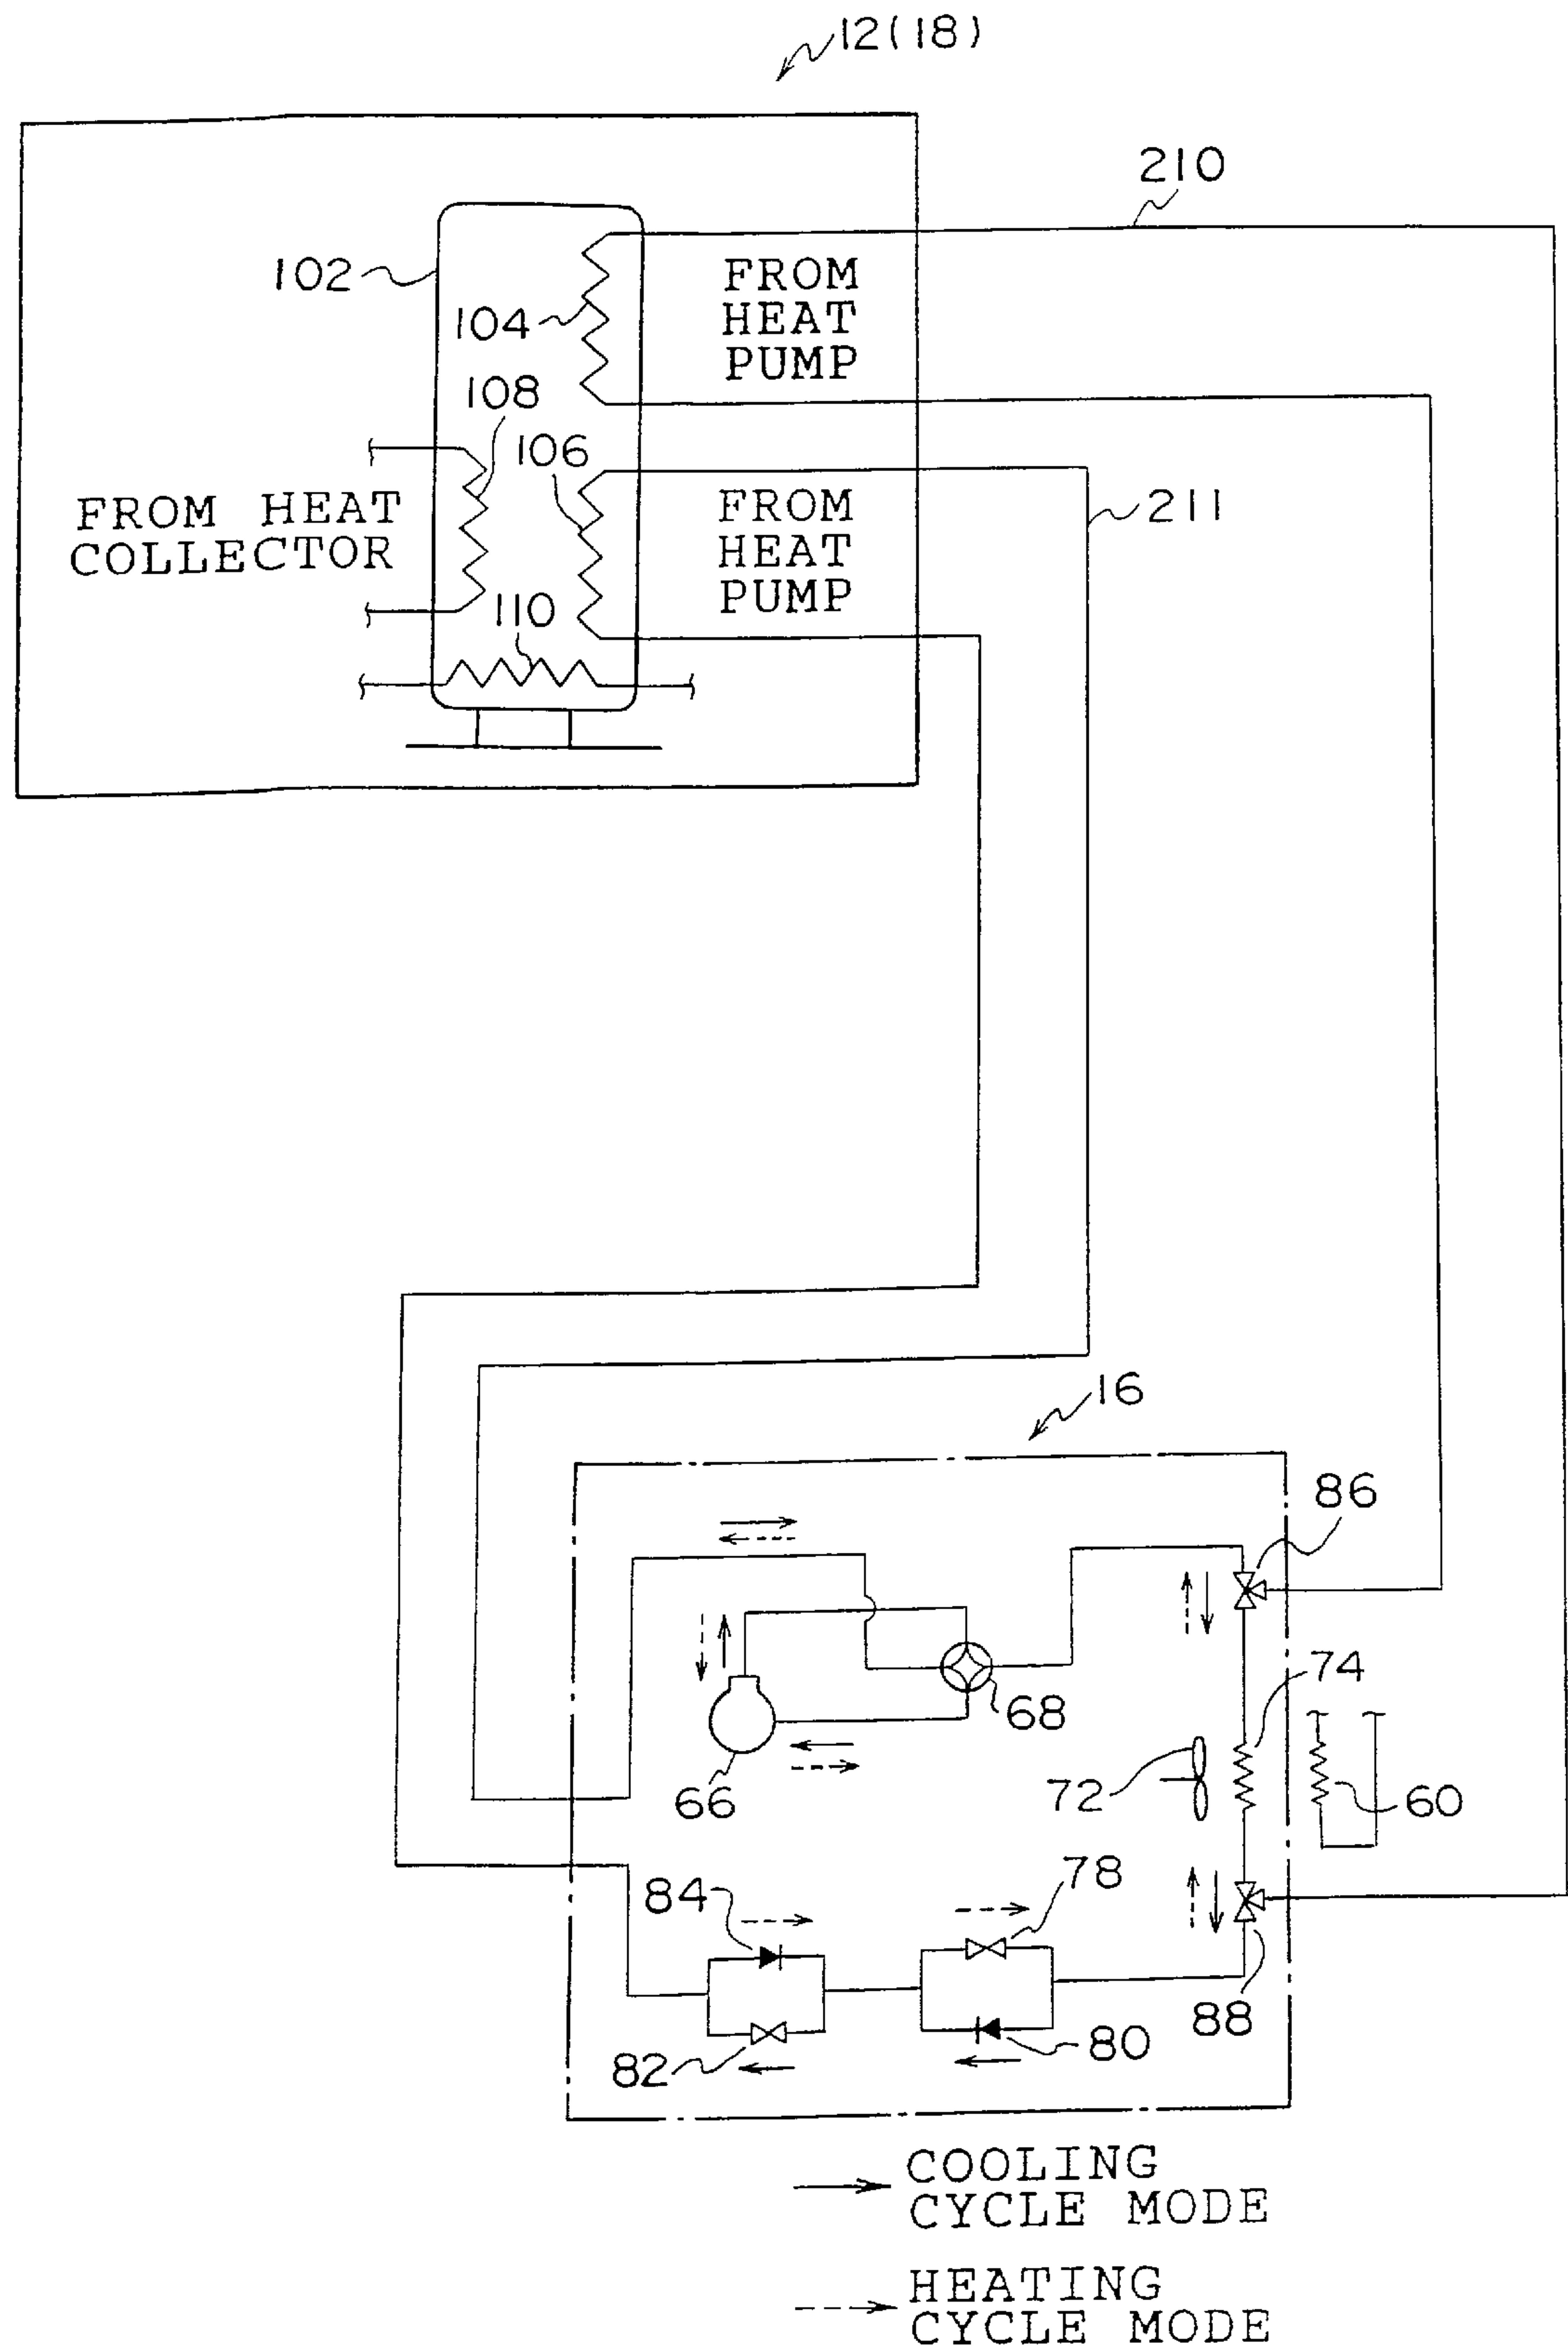 12(18)
210
102
FROM
HEAT
PUMP
104
108
106
FROM HEAT
COLLECTOR
FROM
HEAT
PUMP
211
110
16
86
68
74
66
72
60
84
78
82
80
88
COOLING
CYCLE MODE
HEATING
CYCLE MODE